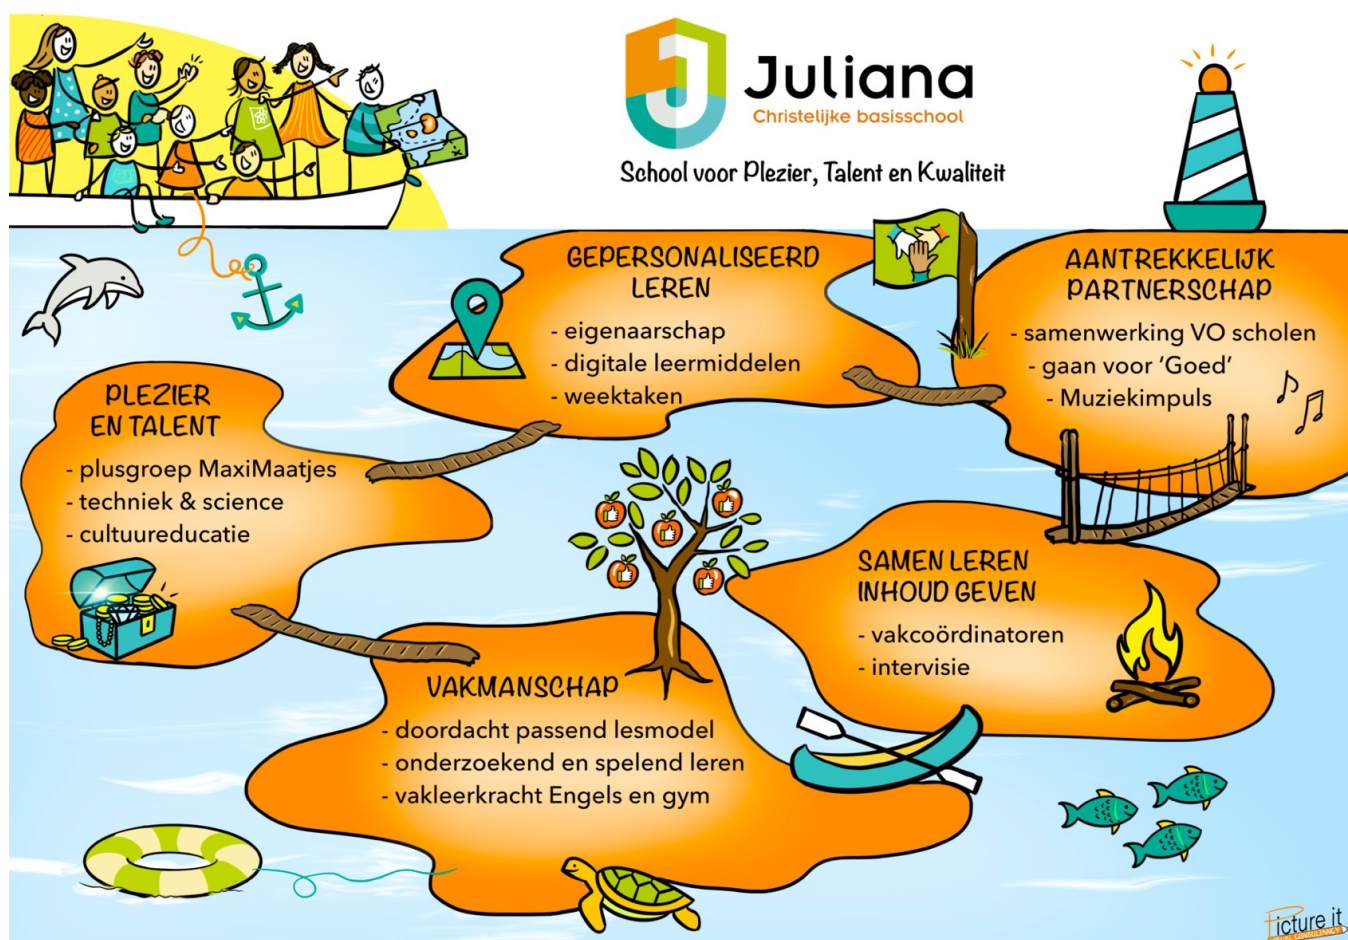 Juliana
Christelijke basisschool
School voor Plezier, Talent en Kwaliteit
GEPERSONALISEERD
LEREN
- eigenaarschap
- digitale leermiddelen
- weektaken
AANTREKKELIJK
PARTNERSCHAP
- samenwerking VO scholen
- gaan voor ‘Goed’
- Muziekimpuls
PLEZIER
EN TALENT
- plusgroep MaxiMaatjes
- techniek & science
- cultuureducatie
SAMEN LEREN
INHOUD GEVEN
- vakcoördinatoren
- intervisie
VAKMANSCHAP
- doordacht passend lesmodel
- onderzoekend en spelend leren
- vakleerkracht Engels en gym
Picture it
CONSULTANCY